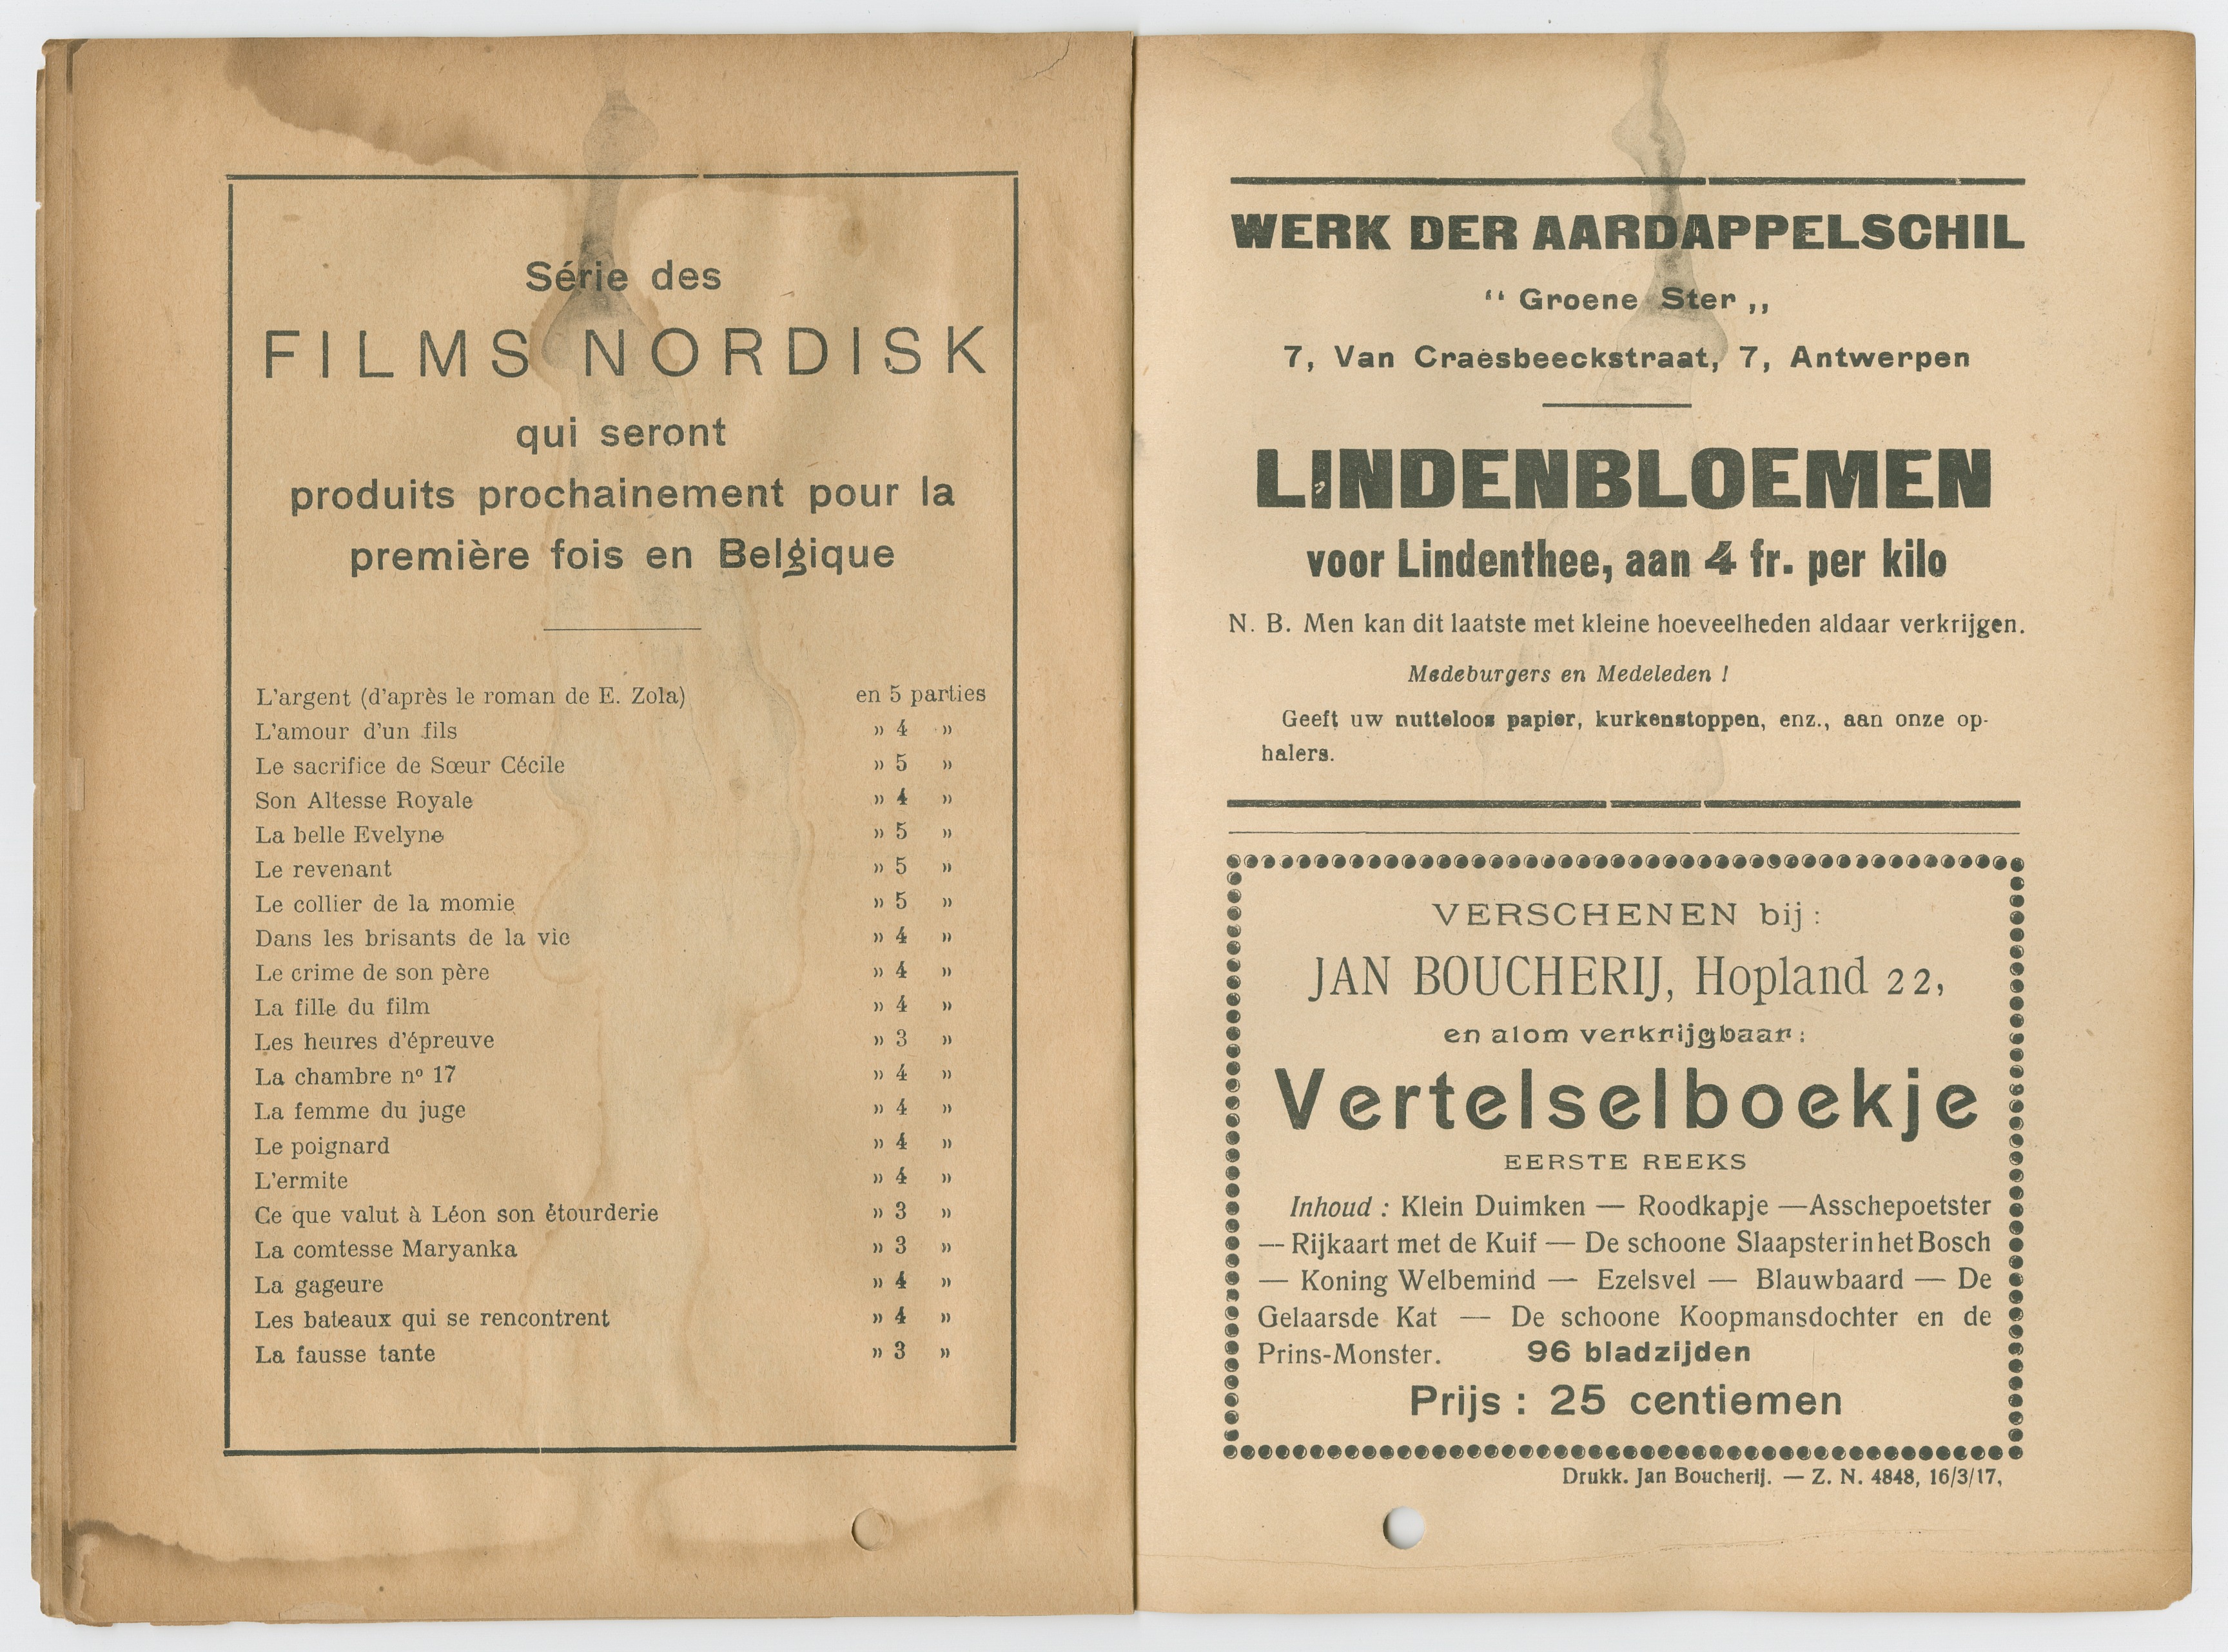 Série des
FILMS NORDISK
qui seront
produits prochainement pour la
première fois en Belgique
L'argent (d'après le roman de E. Zola) en 5 parties
L'amour d'un fils » 4 »
Le sacrifice de Sœur Cécile » 5 »
Son Altesse Royale » 4 »
La belle Evelyne » 5 »
Le revenant » 5 »
Le collier de la momie » 5 »
Dans les brisants de la vie » 4 »
Le crime de son père » 4 »
La fille du film » 4 »
Les heures d'épreuve » 3 »
La chambre nº 17 » 4 »
La femme du juge » 4 »
Le poignard » 4 »
L'ermite » 4 »
Ce que valut à Léon son étourderie » 3 »
La comtesse Maryanka » 3 »
La gageure » 4 »
Les bateaux qui se rencontrent » 4 »
La fausse tante » 3 »
WERK DER AARDAPPELSCHIL
“ Groene Ster „
7, Van Craesbeeckstraat, 7, Antwerpen
LINDENBLOEMEN
voor Lindenthee, aan 4 fr. per kilo
N. B. Men kan dit laatste met kleine hoeveelheden aldaar verkrijgen.
Medeburgers en Medeleden !
Geeft uw nutteloos papier, kurkenstoppen, enz., aan onze op-
halers.
VERSCHENEN bij :
JAN BOUCHERIJ, Hopland 22,
en alom verkrijgbaar :
Vertelselboekje
EERSTE REEKS
Inhoud : Klein Duimken — Roodkapje —Asschepoetster
— Rijkaart met de Kuif — De schoone Slaapster in het Bosch
— Koning Welbemind — Ezelsvel — Blauwbaard — De
Gelaarsde Kat — De schoone Koopmansdochter en de
Prins-Monster. 96 bladzijden
Prijs : 25 centiemen
Drukk. Jan Boucherij. — Z. N. 4848, 16/3/17,